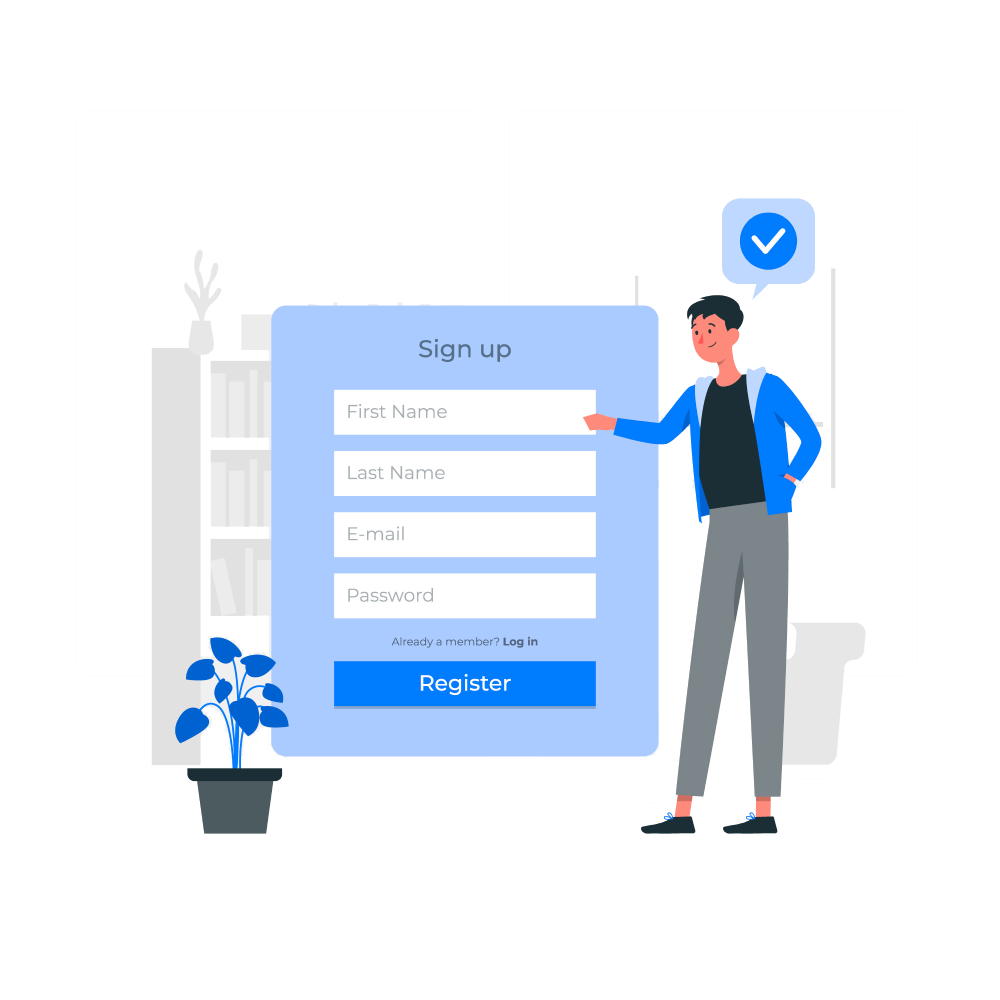 Sign up
First Name
Last Name
E-mail
Password
Already a member? Log in
Register